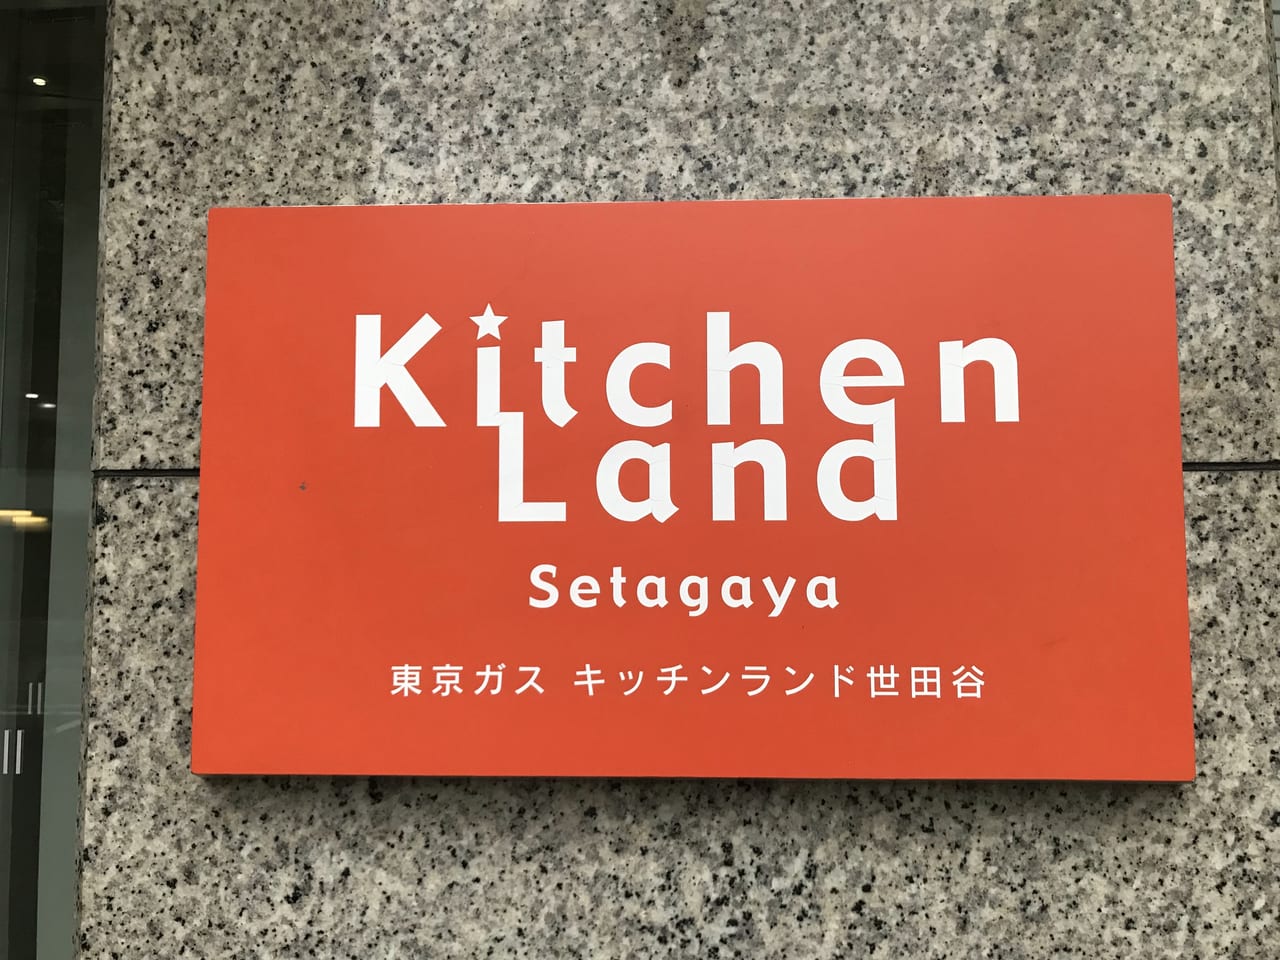 Kitchen
Land
Setagaya
東京ガス キッチンランド世田谷